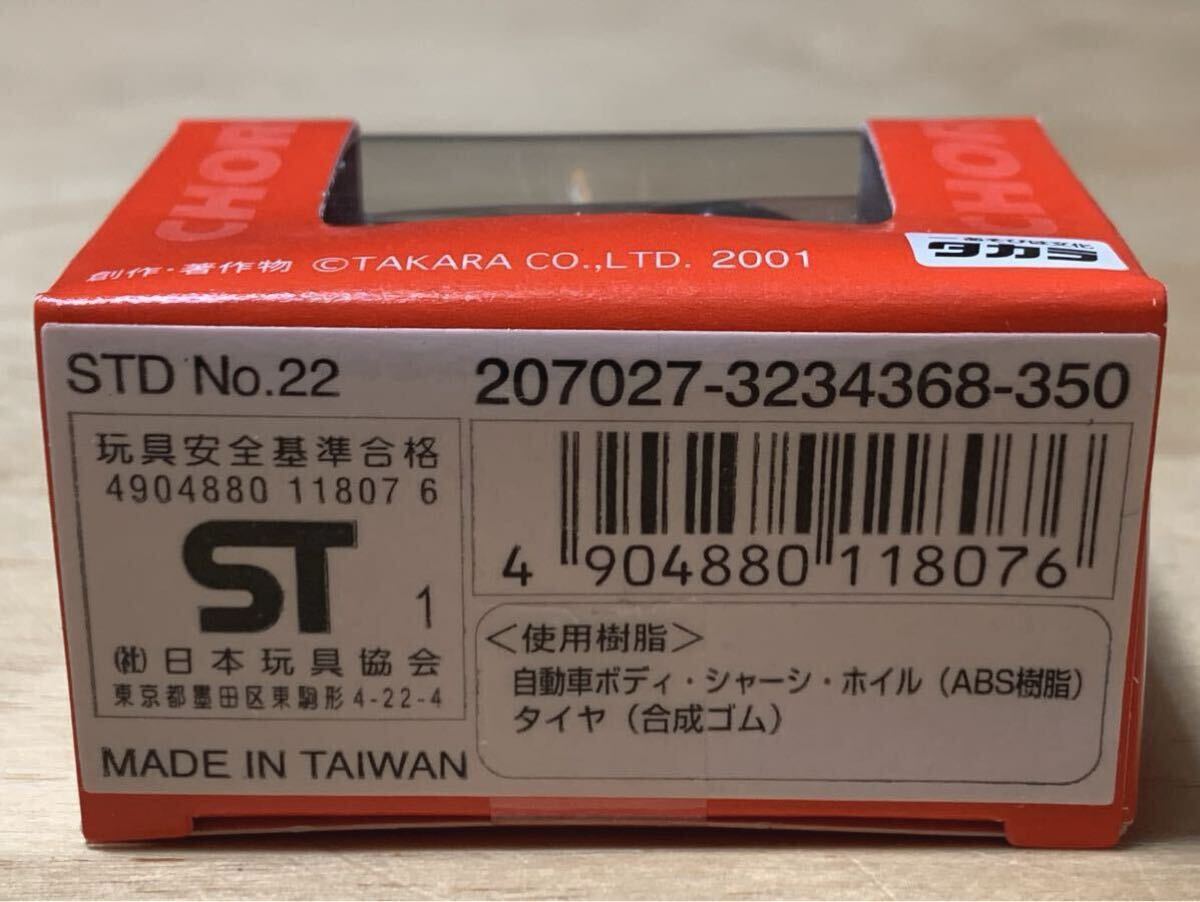 CHOR
CHOR
創作・著作物 ©TAKARA CO.,LTD. 2001
タカラ
STD No.22
207027-3234368-350
玩具安全基準合格
4904880 11807 6
ST 1
(社)日本玩具協会
東京都墨田区東駒形4-22-4
MADE IN TAIWAN
4 904880 118076
<使用樹脂>
自動車ボディ・シャーシ・ホイル(ABS樹脂)
タイヤ(合成ゴム)